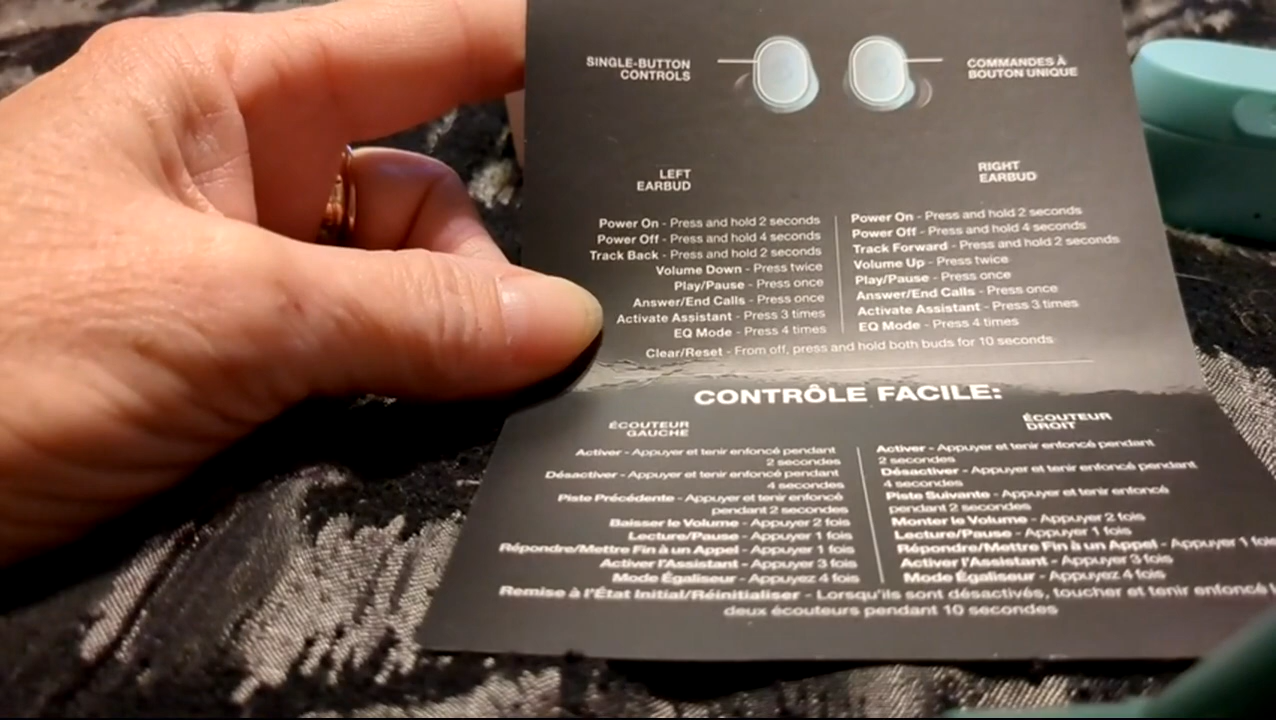 SINGLE-BUTTON
CONTROLS
COMMANDES À
BOUTON UNIQUE
LEFT
EARBUD
Power On - Press and hold 2 seconds
Power Off - Press and hold 4 seconds
Track Back - Press and hold 2 seconds
Volume Down - Press twice
Play/Pause - Press once
Answer/End Calls - Press once
Activate Assistant - Press 3 times
EQ Mode - Press 4 times
RIGHT
EARBUD
Power On - Press and hold 2 seconds
Power Off - Press and hold 4 seconds
Track Forward - Press and hold 2 seconds
Volume Up - Press twice
Play/Pause - Press once
Answer/End Calls - Press once
Activate Assistant - Press 3 times
EQ Mode - Press 4 times
Clear/Reset - From off, press and hold both buds for 10 seconds
CONTRÔLE FACILE:
ÉCOUTEUR
GAUCHE
Activer - Appuyer et tenir enfoncé pendant
2 secondes
Désactiver - Appuyer et tenir enfoncé pendant
4 secondes
Piste Précédente - Appuyer et tenir enfoncé
pendant 2 secondes
Baisser le Volume - Appuyer 2 fois
Lecture/Pause - Appuyer 1 fois
Répondre/Mettre Fin à un Appel - Appuyer 1 fois
Activer l'Assistant - Appuyer 3 fois
Mode Égaliseur - Appuyez 4 fois
ÉCOUTEUR
DROIT
Activer - Appuyer et tenir enfoncé pendant
2 secondes
Désactiver - Appuyer et tenir enfoncé pendant
4 secondes
Piste Suivante - Appuyer et tenir enfoncé
pendant 2 secondes
Monter le Volume - Appuyer 2 fois
Lecture/Pause - Appuyer 1 fois
Répondre/Mettre Fin à un Appel - Appuyer 1 fois
Activer l'Assistant - Appuyer 3 fois
Mode Égaliseur - Appuyez 4 fois
Remise à l'État Initial/Réinitialiser - Lorsqu'ils sont désactivés, toucher et tenir enfoncé
deux écouteurs pendant 10 secondes